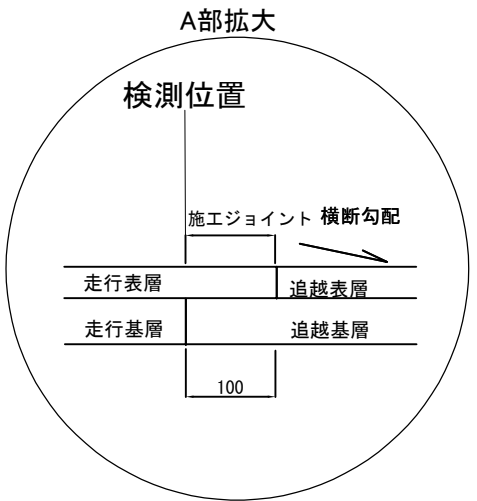 A部拡大
検測位置
施工ジョイント 横断勾配
走行表層 追越表層
走行基層 追越基層
100